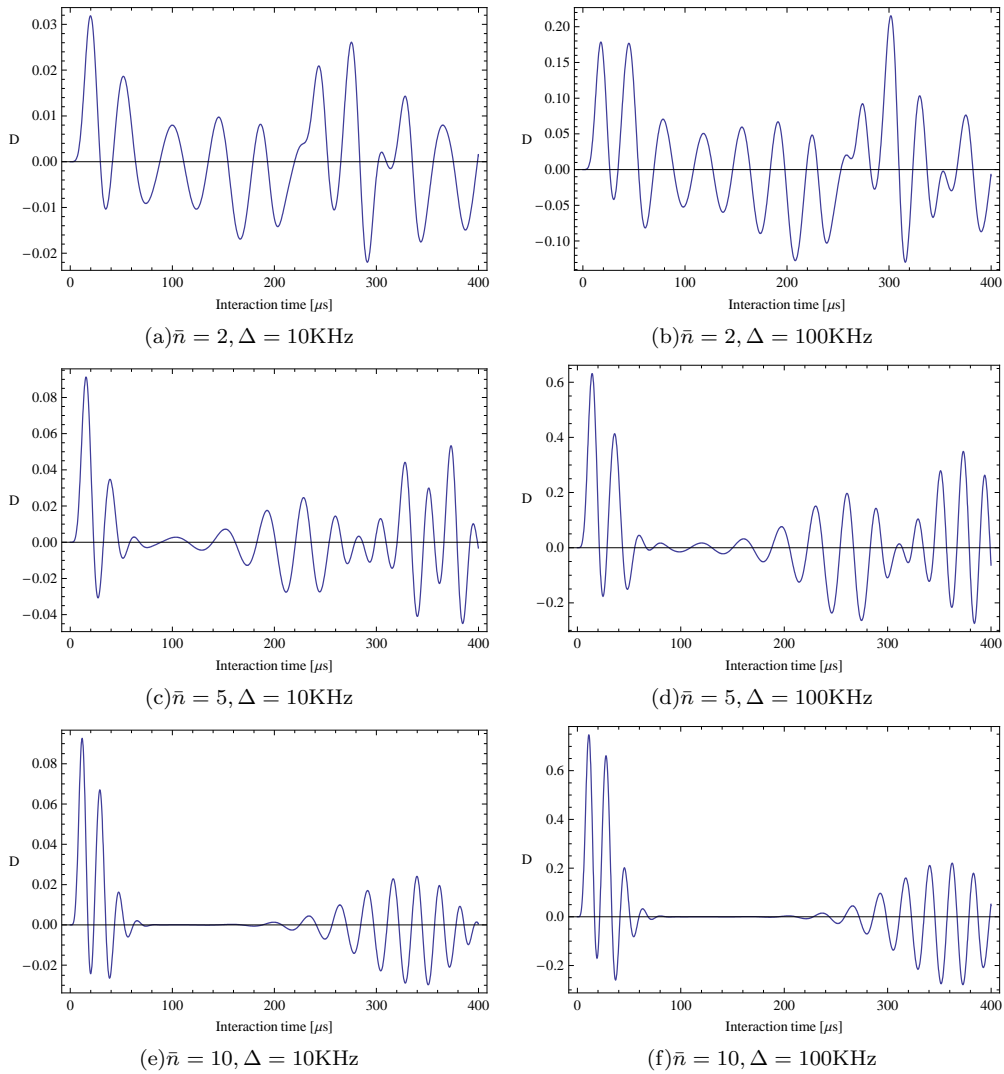 0.03
0.02
0.01
D
0.00
−0.01
−0.02
0 100 200 300 400
Interaction time [μs]
(a) n̄ = 2, Δ = 10KHz
0.20
0.15
0.10
0.05
D
0.00
−0.05
−0.10
0 100 200 300 400
Interaction time [μs]
(b) n̄ = 2, Δ = 100KHz
0.08
0.06
0.04
0.02
D
0.00
−0.02
−0.04
0 100 200 300 400
Interaction time [μs]
(c) n̄ = 5, Δ = 10KHz
0.6
0.4
0.2
D
0.0
−0.2
0 100 200 300 400
Interaction time [μs]
(d) n̄ = 5, Δ = 100KHz
0.08
0.06
0.04
D
0.02
0.00
−0.02
0 100 200 300 400
Interaction time [μs]
(e) n̄ = 10, Δ = 10KHz
0.6
0.4
D
0.2
0.0
−0.2
0 100 200 300 400
Interaction time [μs]
(f) n̄ = 10, Δ = 100KHz